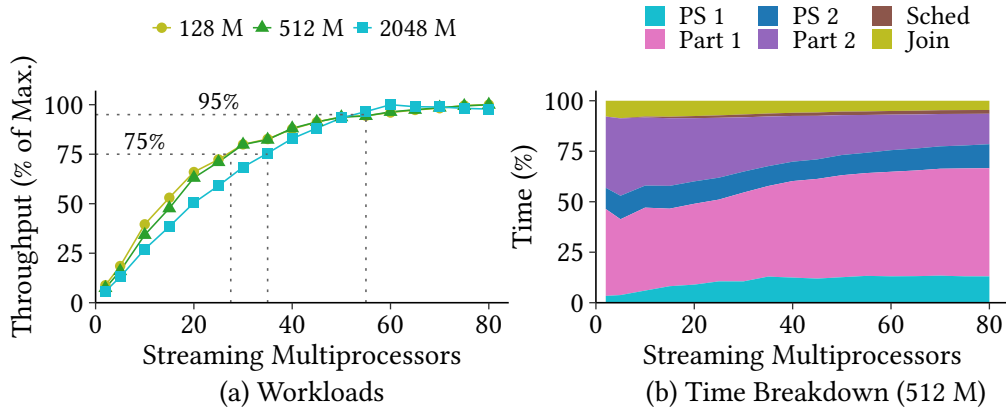 128 M 512 M 2048 M
Throughput (% of Max.)
100
75
50
25
0
95%
75%
0 20 40 60 80
Streaming Multiprocessors
(a) Workloads
PS 1 PS 2 Sched
Part 1 Part 2 Join
Time (%)
100
75
50
25
0
0 20 40 60 80
Streaming Multiprocessors
(b) Time Breakdown (512 M)